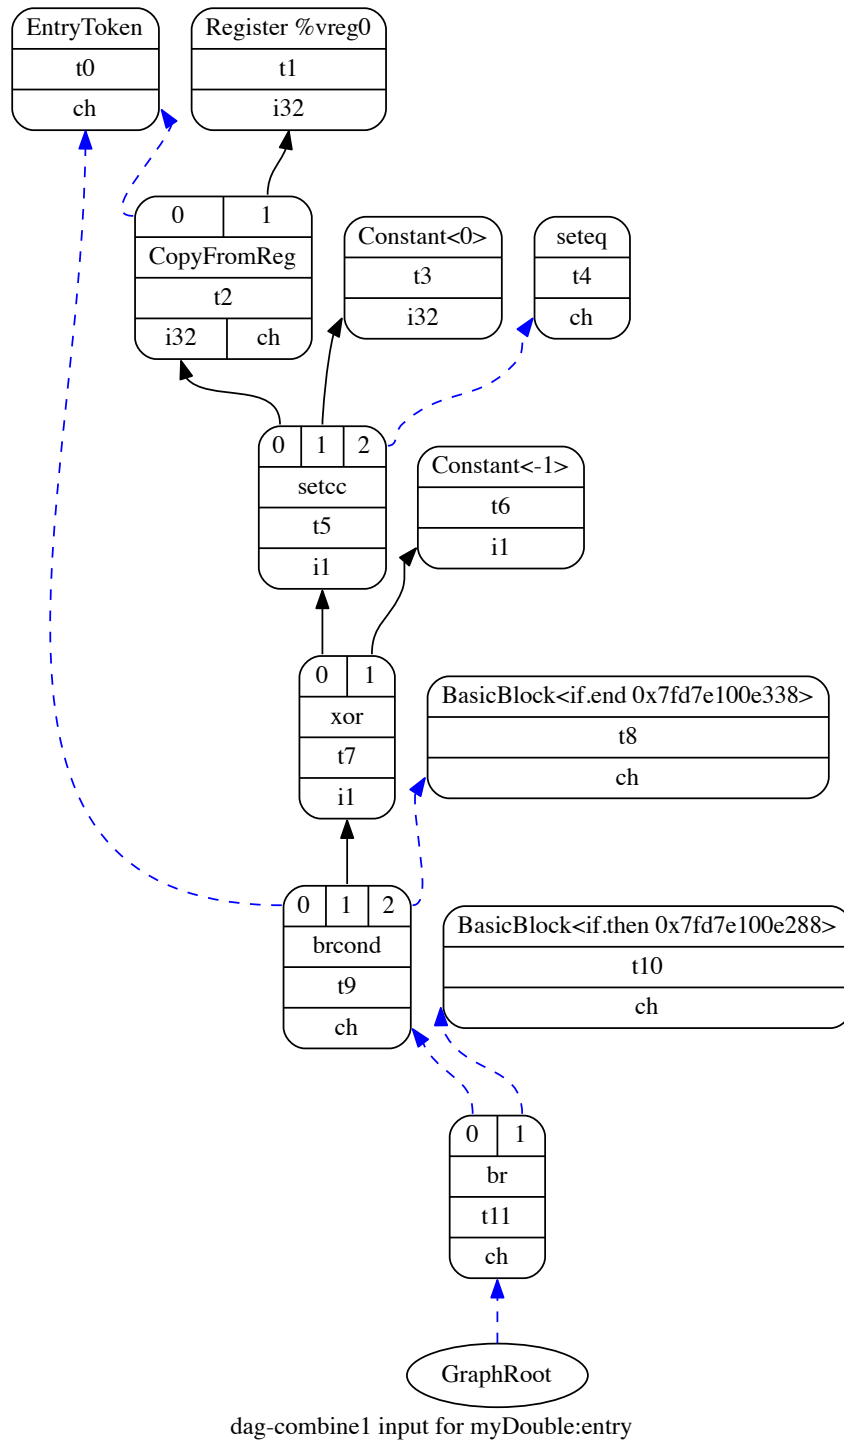 EntryToken
t0
ch
Register %vreg0
t1
i32
0 1
CopyFromReg
t2
i32 ch
Constant<0>
t3
i32
seteq
t4
ch
0 1 2
setcc
t5
i1
Constant<-1>
t6
i1
0 1
xor
t7
i1
BasicBlock<if.end 0x7fd7e100e338>
t8
ch
0 1 2
brcond
t9
ch
BasicBlock<if.then 0x7fd7e100e288>
t10
ch
0 1
br
t11
ch
GraphRoot
dag-combine1 input for myDouble:entry